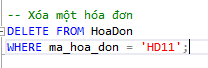 -- Xóa một hóa đơn
DELETE FROM HoaDon
WHERE ma_hoa_don = 'HD11';